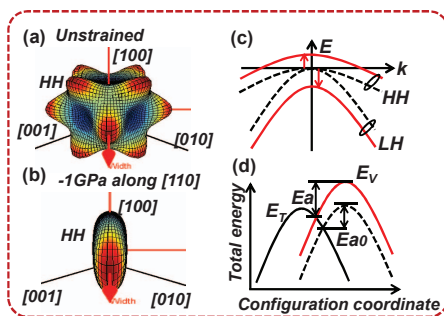 (a) Unstrained
[100]
HH
[001]
[010]
Width
(b) -1GPa along [110]
[100]
HH
[001]
[010]
Width
(c)
E
k
HH
LH
(d)
Total energy
E_T
Ea
E_V
Ea0
Configuration coordinate